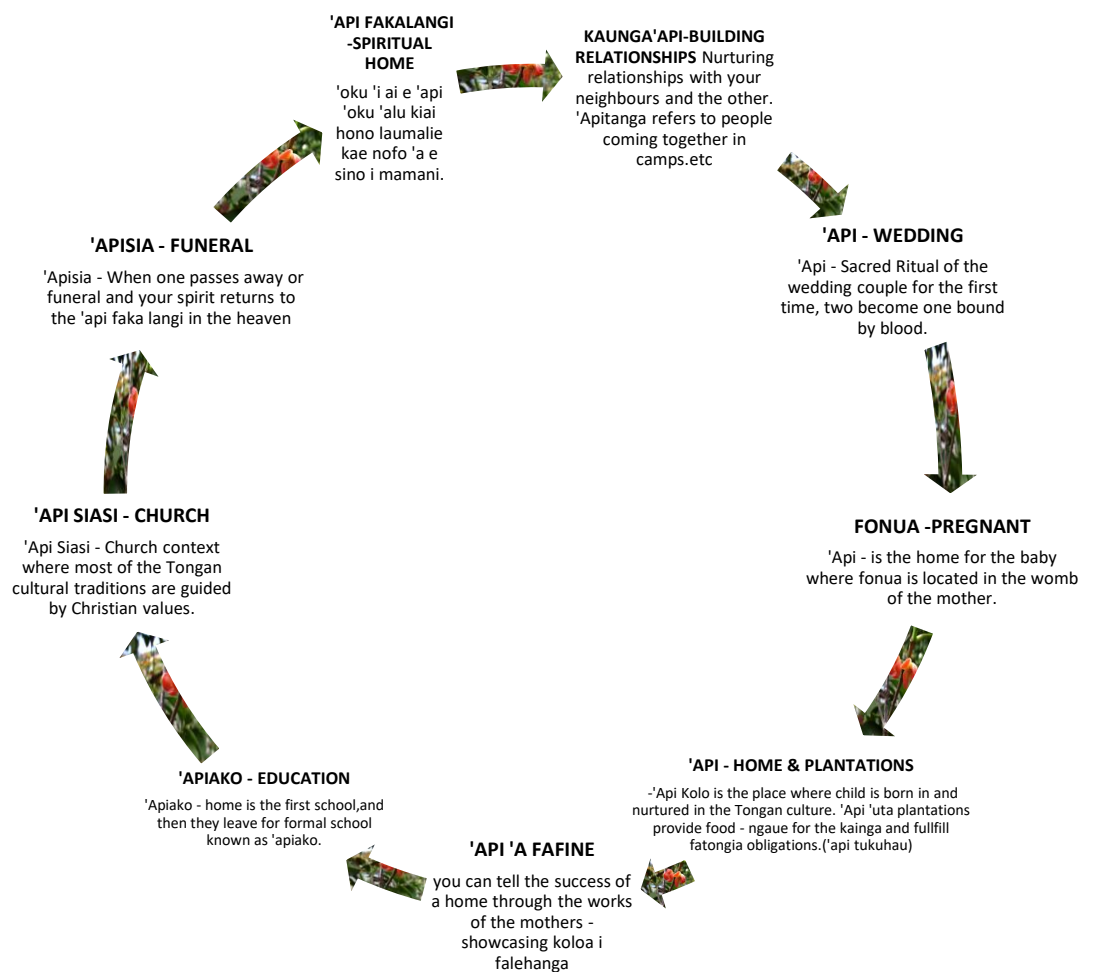 'API FAKALANGI
-SPIRITUAL
HOME
'oku 'i ai e 'api
'oku 'alu kiai
hono laumalie
kae nofo 'a e
sino i mamani.
KAUNGA'API-BUILDING
RELATIONSHIPS Nurturing
relationships with your
neighbours and the other.
'Apitanga refers to people
coming together in
camps.etc
'API - WEDDING
'Api - Sacred Ritual of the
wedding couple for the first
time, two become one bound
by blood.
FONUA -PREGNANT
'Api - is the home for the baby
where fonua is located in the womb
of the mother.
'API - HOME & PLANTATIONS
-'Api Kolo is the place where child is born in and
nurtured in the Tongan culture. 'Api 'uta plantations
provide food - ngaue for the kainga and fullfill
fatongia obligations.('api tukuhau)
'API 'A FAFINE
you can tell the success of
a home through the works
of the mothers -
showcasing koloa i
falehanga
'APIAKO - EDUCATION
'Apiako - home is the first school,and
then they leave for formal school
known as 'apiako.
'API SIASI - CHURCH
'Api Siasi - Church context
where most of the Tongan
cultural traditions are guided
by Christian values.
'APISIA - FUNERAL
'Apisia - When one passes away or
funeral and your spirit returns to
the 'api faka langi in the heaven